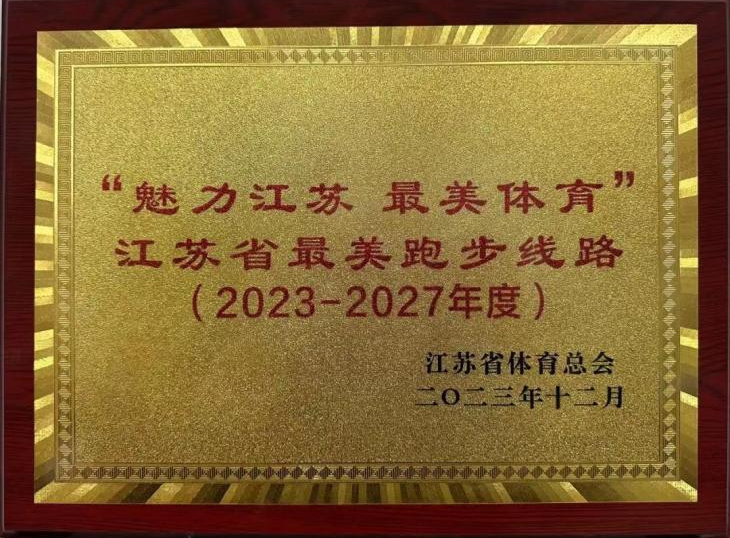 “魅力江苏 最美体育”
江苏省最美跑步线路
（2023-2027年度）
江苏省体育总会
二〇二三年十二月